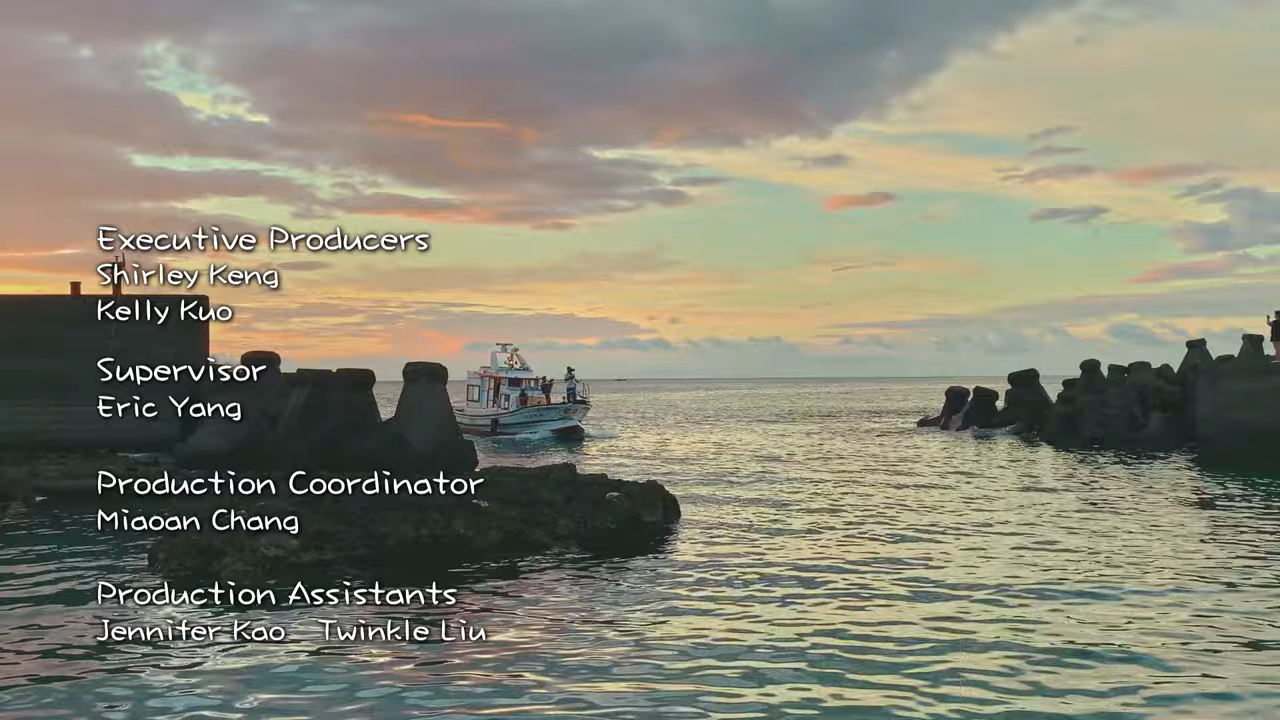 Executive Producers
Shirley Keng
Kelly Kuo
Supervisor
Eric Yang
Production Coordinator
Miaoan Chang
Production Assistants
Jennifer Kao Twinkle Liu